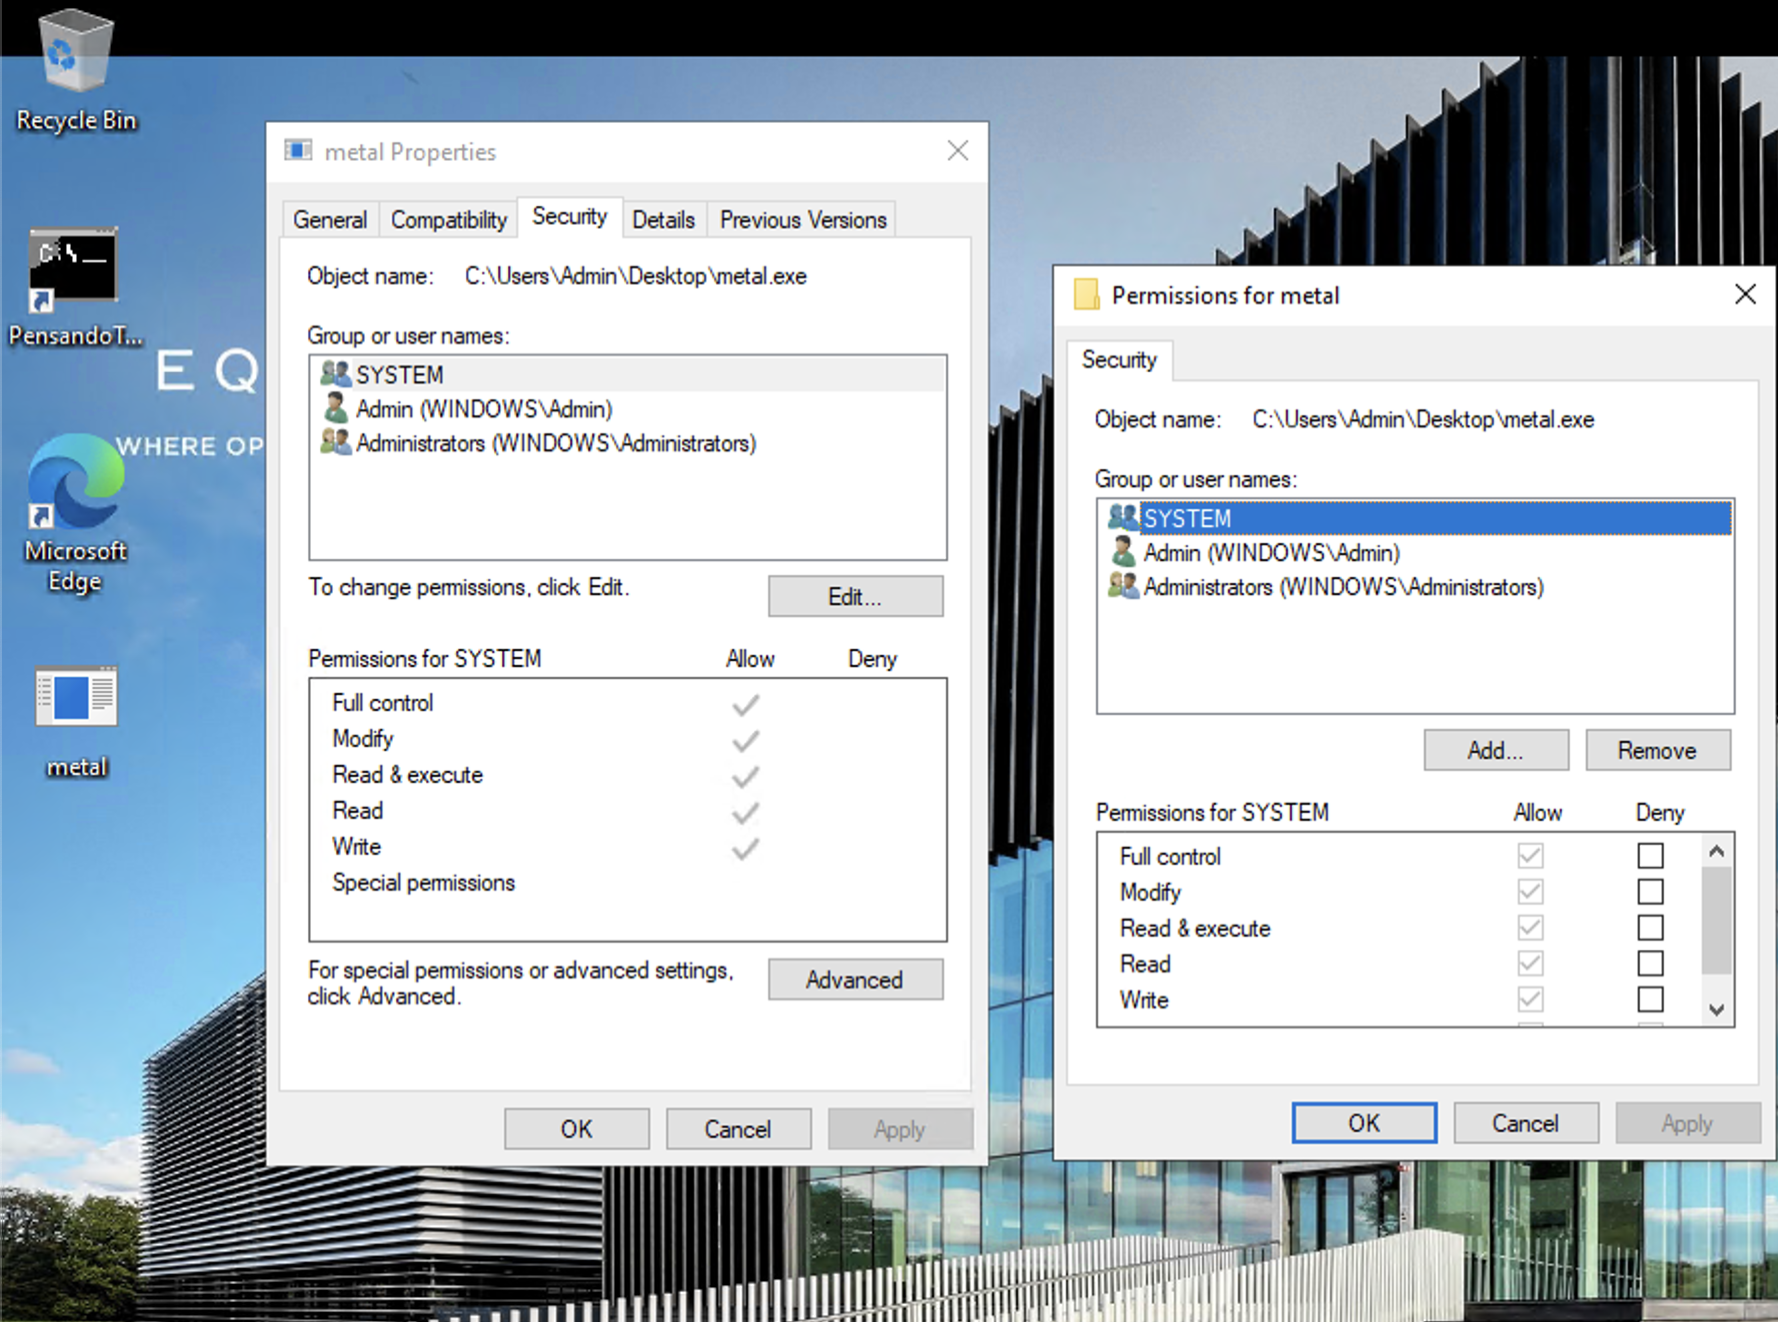 Recycle Bin
C:\_
PensandoT...
E Q
WHERE OP
Microsoft
Edge
metal
metal Properties
General
Compatibility
Security
Details
Previous Versions
Object name: C:\Users\Admin\Desktop\metal.exe
Group or user names:
SYSTEM
Admin (WINDOWS\Admin)
Administrators (WINDOWS\Administrators)
To change permissions, click Edit.
Edit...
Permissions for SYSTEM Allow Deny
Full control
Modify
Read & execute
Read
Write
Special permissions
For special permissions or advanced settings,
click Advanced.
Advanced
OK
Cancel
Apply
Permissions for metal
Security
Object name: C:\Users\Admin\Desktop\metal.exe
Group or user names:
SYSTEM
Admin (WINDOWS\Admin)
Administrators (WINDOWS\Administrators)
Add...
Remove
Permissions for SYSTEM Allow Deny
Full control
Modify
Read & execute
Read
Write
OK
Cancel
Apply